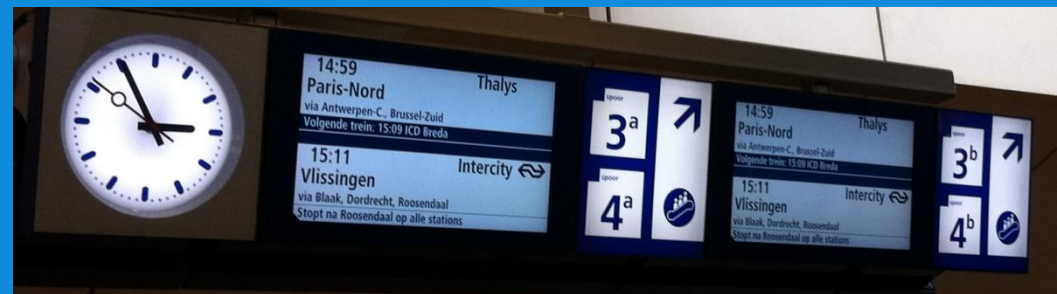 14:59 Thalys
Paris-Nord
via Antwerpen-C., Brussel-Zuid
Volgende trein: 15:09 ICD Breda
15:11 Intercity
Vlissingen
via Blaak, Dordrecht, Roosendaal
Stopt na Roosendaal op alle stations
spoor
3a
spoor
4a
14:59 Thalys
Paris-Nord
via Antwerpen-C., Brussel-Zuid
Volgende trein: 15:09 ICD Breda
15:11 Intercity
Vlissingen
via Blaak, Dordrecht, Roosendaal
Stopt na Roosendaal op alle stations
spoor
3b
spoor
4b